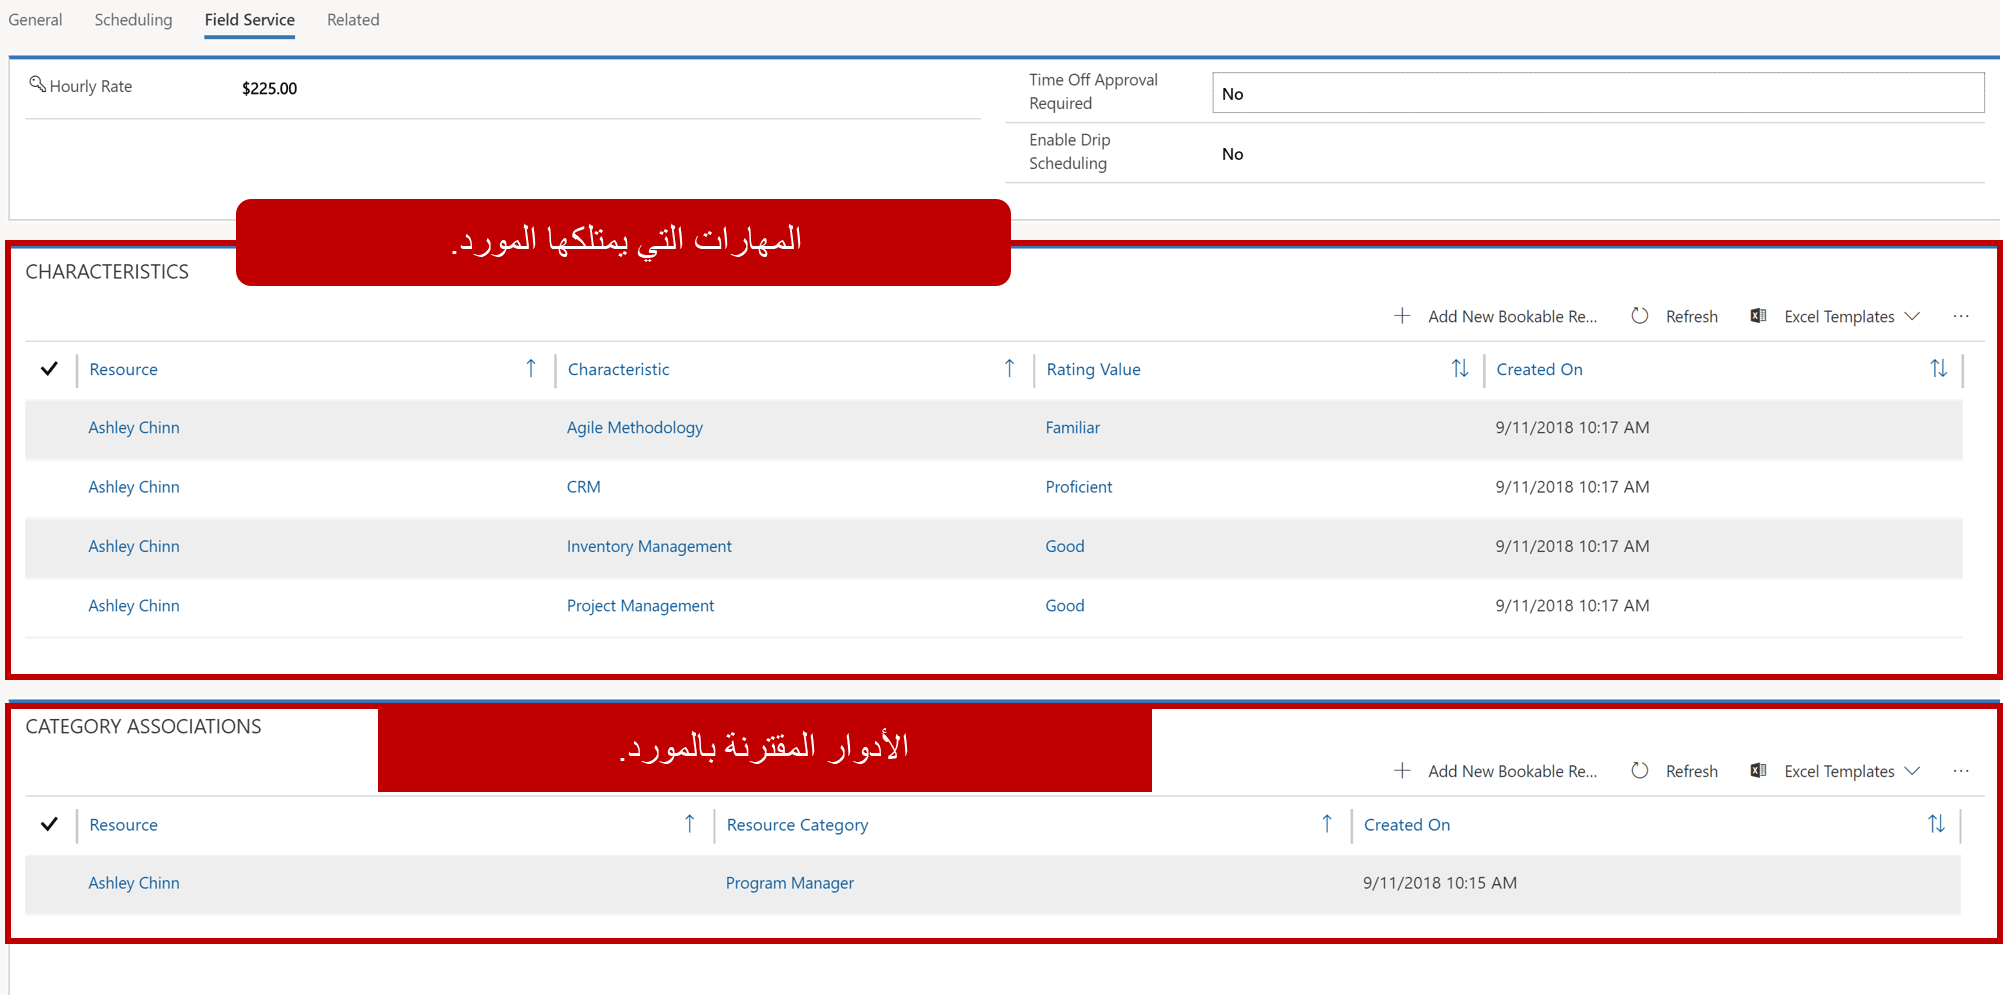 General Scheduling Field Service Related
Hourly Rate $225.00
Time Off Approval Required No
Enable Drip Scheduling No
المهارات التي يمتلكها المورد.
CHARACTERISTICS
Add New Bookable Re... Refresh Excel Templates ...
Resource Characteristic Rating Value Created On
Ashley Chinn Agile Methodology Familiar 9/11/2018 10:17 AM
Ashley Chinn CRM Proficient 9/11/2018 10:17 AM
Ashley Chinn Inventory Management Good 9/11/2018 10:17 AM
Ashley Chinn Project Management Good 9/11/2018 10:17 AM
CATEGORY ASSOCIATIONS
الأدوار المقترنة بالمورد.
Add New Bookable Re... Refresh Excel Templates ...
Resource Resource Category Created On
Ashley Chinn Program Manager 9/11/2018 10:15 AM